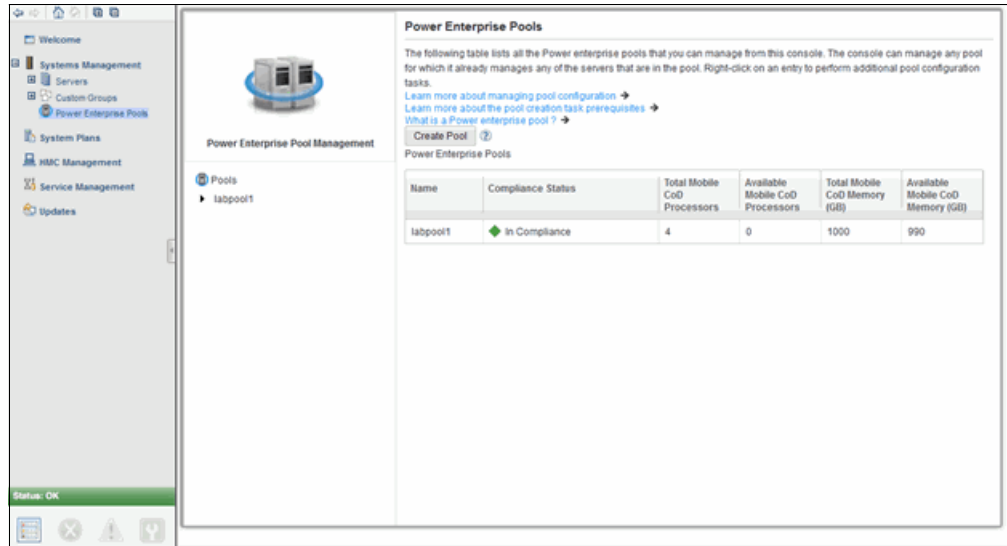 Welcome
Systems Management
Servers
Custom Groups
Power Enterprise Pools
System Plans
HMC Management
Service Management
Updates
Status: OK
Power Enterprise Pool Management
Pools
labpool1
Power Enterprise Pools
The following table lists all the Power enterprise pools that you can manage from this console. The console can manage any pool
for which it already manages any of the servers that are in the pool. Right-click on an entry to perform additional pool configuration
tasks.
Learn more about managing pool configuration
Learn more about the pool creation task prerequisites
What is a Power enterprise pool ?
Create Pool ?
Power Enterprise Pools
Name Compliance Status Total Mobile CoD Processors Available Mobile CoD Processors Total Mobile CoD Memory (GB) Available Mobile CoD Memory (GB)
labpool1 In Compliance 4 0 1000 990